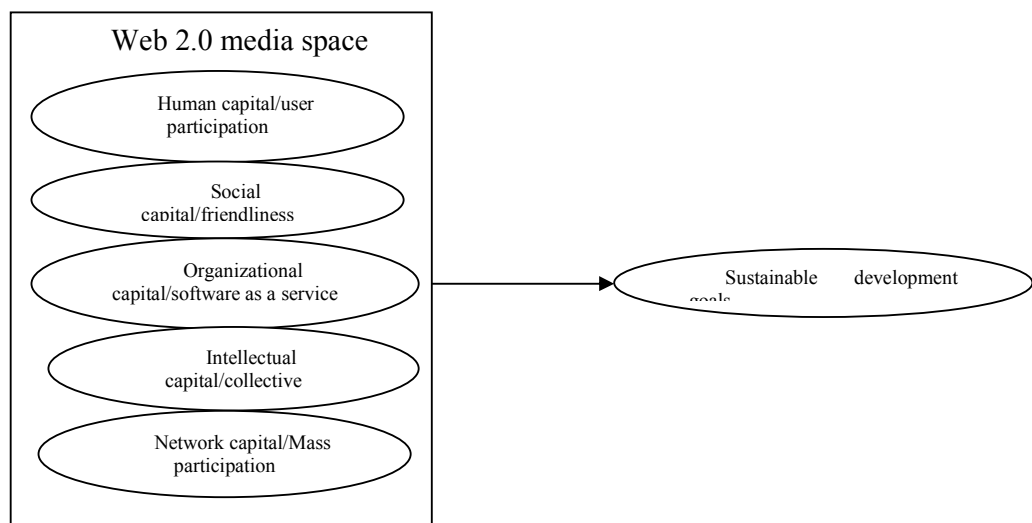 Web 2.0 media space
Human capital/user
participation
Social
capital/friendliness
Organizational
capital/software as a service
Intellectual
capital/collective
Network capital/Mass
participation
Sustainable development
goals